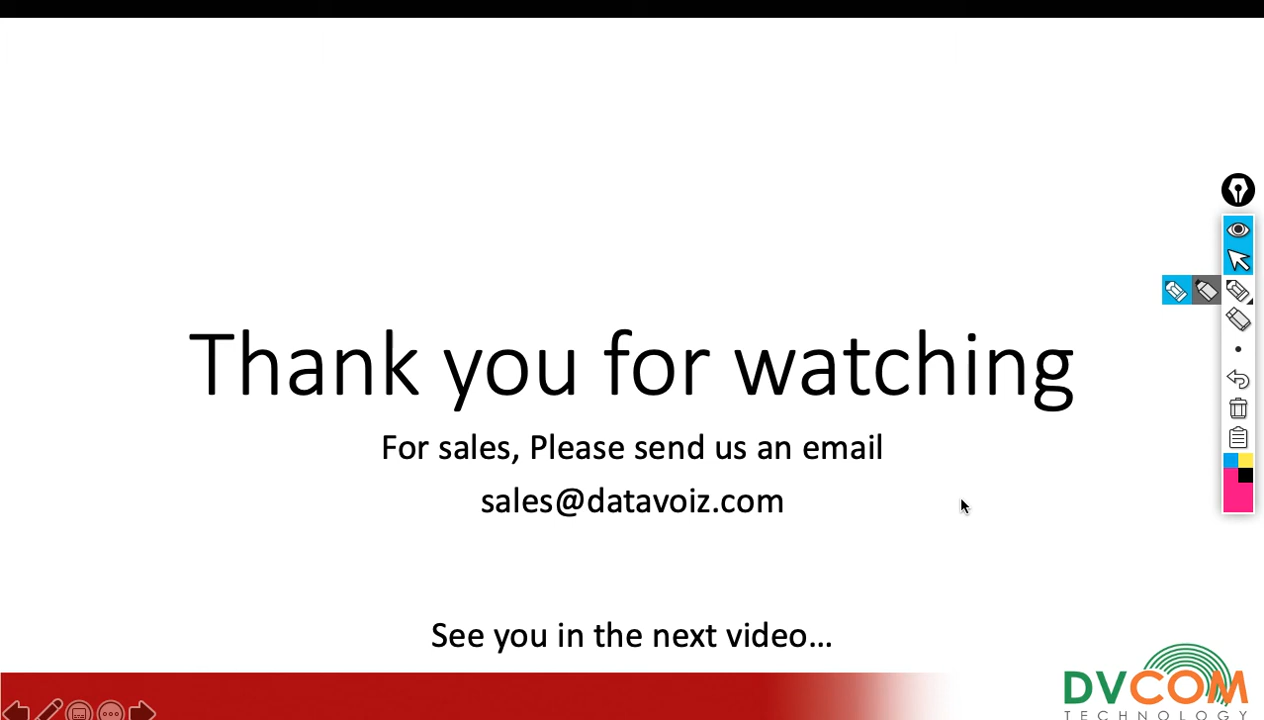 Thank you for watching
For sales, Please send us an email
sales@datavoiz.com
See you in the next video...
DVCOM
TECHNOLOGY